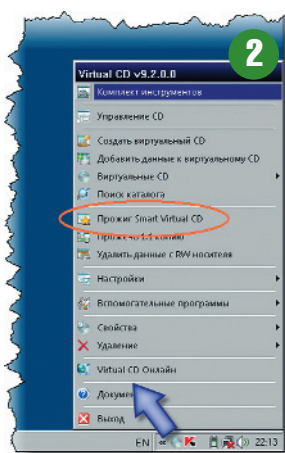 2
Virtual CD v9.2.0.0
Комплект инструментов
Управление CD
Создать виртуальный CD
Добавить данные к виртуальному CD
Виртуальные CD
Поиск каталога
Прожиг Smart Virtual CD
Прожечь 1:1 копию
Удалить данные с RW носителя
Настройки
Вспомогательные программы
Свойства
Удаление
Virtual CD Онлайн
Докумен
Выход
EN
22:13